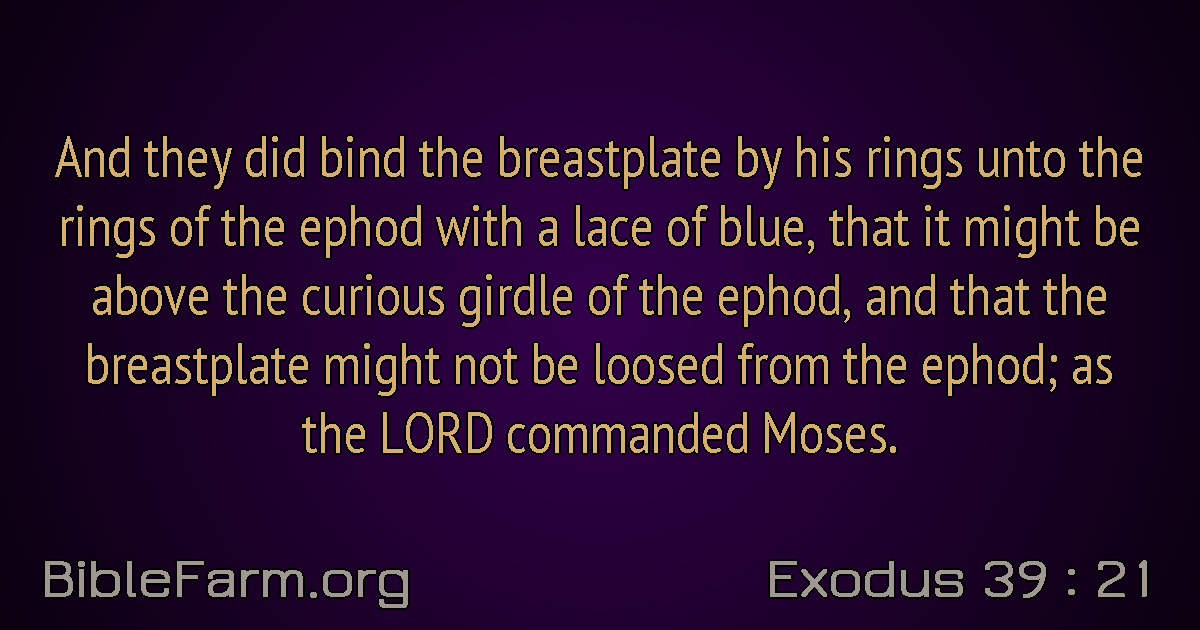 And they did bind the breastplate by his rings unto the
rings of the ephod with a lace of blue, that it might be
above the curious girdle of the ephod, and that the
breastplate might not be loosed from the ephod; as
the LORD commanded Moses.
BibleFarm.org
Exodus 39 : 21